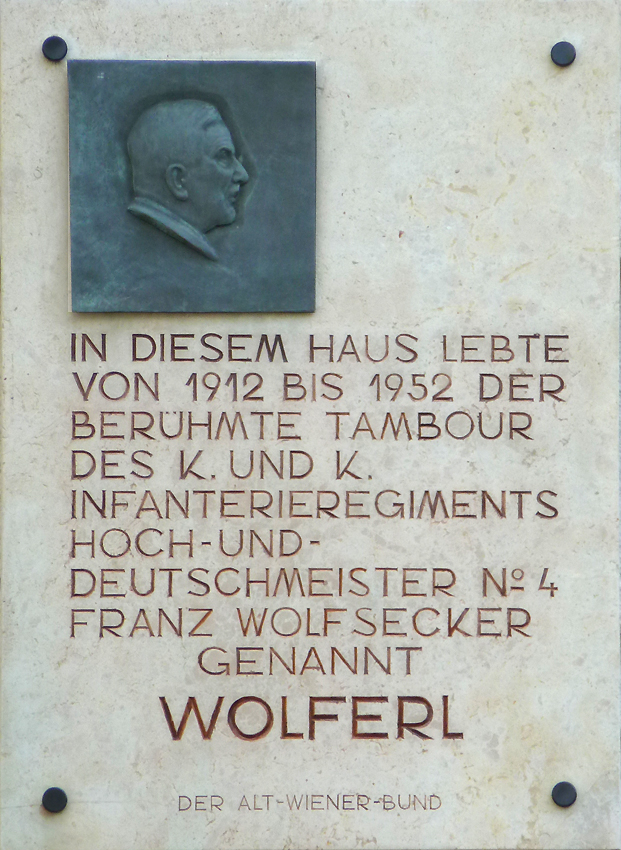 IN DIESEM HAUS LEBTE
VON 1912 BIS 1952 DER
BERÜHMTE TAMBOUR
DES K. UND K.
INFANTERIEREGIMENTS
HOCH-UND-
DEUTSCHMEISTER Nº 4
FRANZ WOLFSECKER
GENANNT
WOLFERL
DER ALT-WIENER-BUND